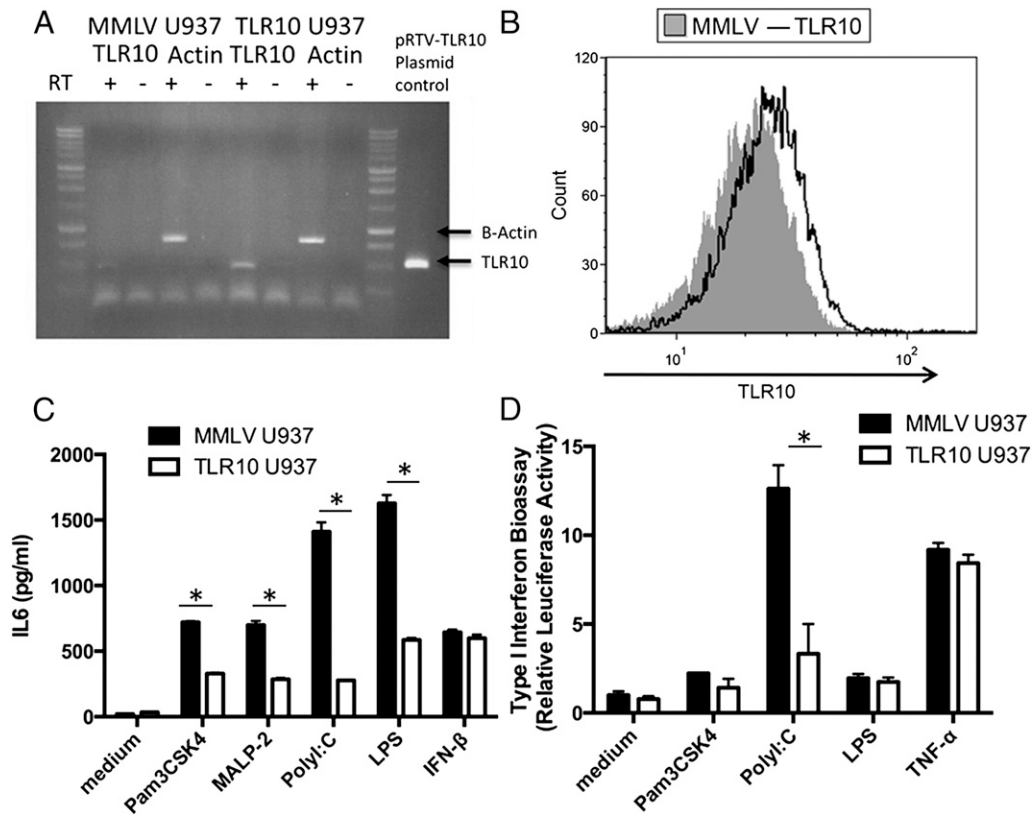 A
MMLV U937 TLR10 U937
TLR10 Actin TLR10 Actin
pRTV-TLR10
Plasmid
control
RT + - + - + - + -
B-Actin
TLR10
B
MMLV — TLR10
120
90
60
30
0
Count
10¹ 10²
TLR10
C
MMLV U937
TLR10 U937
2000
1500
1000
500
0
IL6 (pg/ml)
* * * *
medium
Pam3CSK4
MALP-2
PolyI:C
LPS
IFN-β
D
MMLV U937
TLR10 U937
15
10
5
0
Type I Interferon Bioassay
(Relative Leuciferase Activity)
*
medium
Pam3CSK4
PolyI:C
LPS
TNF-α